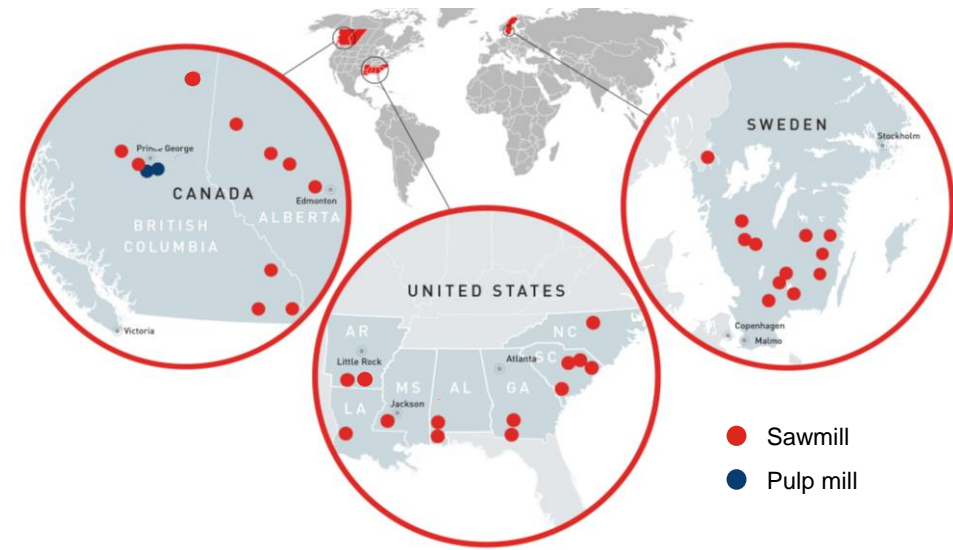 Prince George
CANADA
Edmonton
ALBERTA
BRITISH
COLUMBIA
Victoria
UNITED STATES
AR
Little Rock
LA
MS
Jackson
AL
Atlanta
GA
SC
NC
SWEDEN
Stockholm
Copenhagen
Malmo
Sawmill
Pulp mill